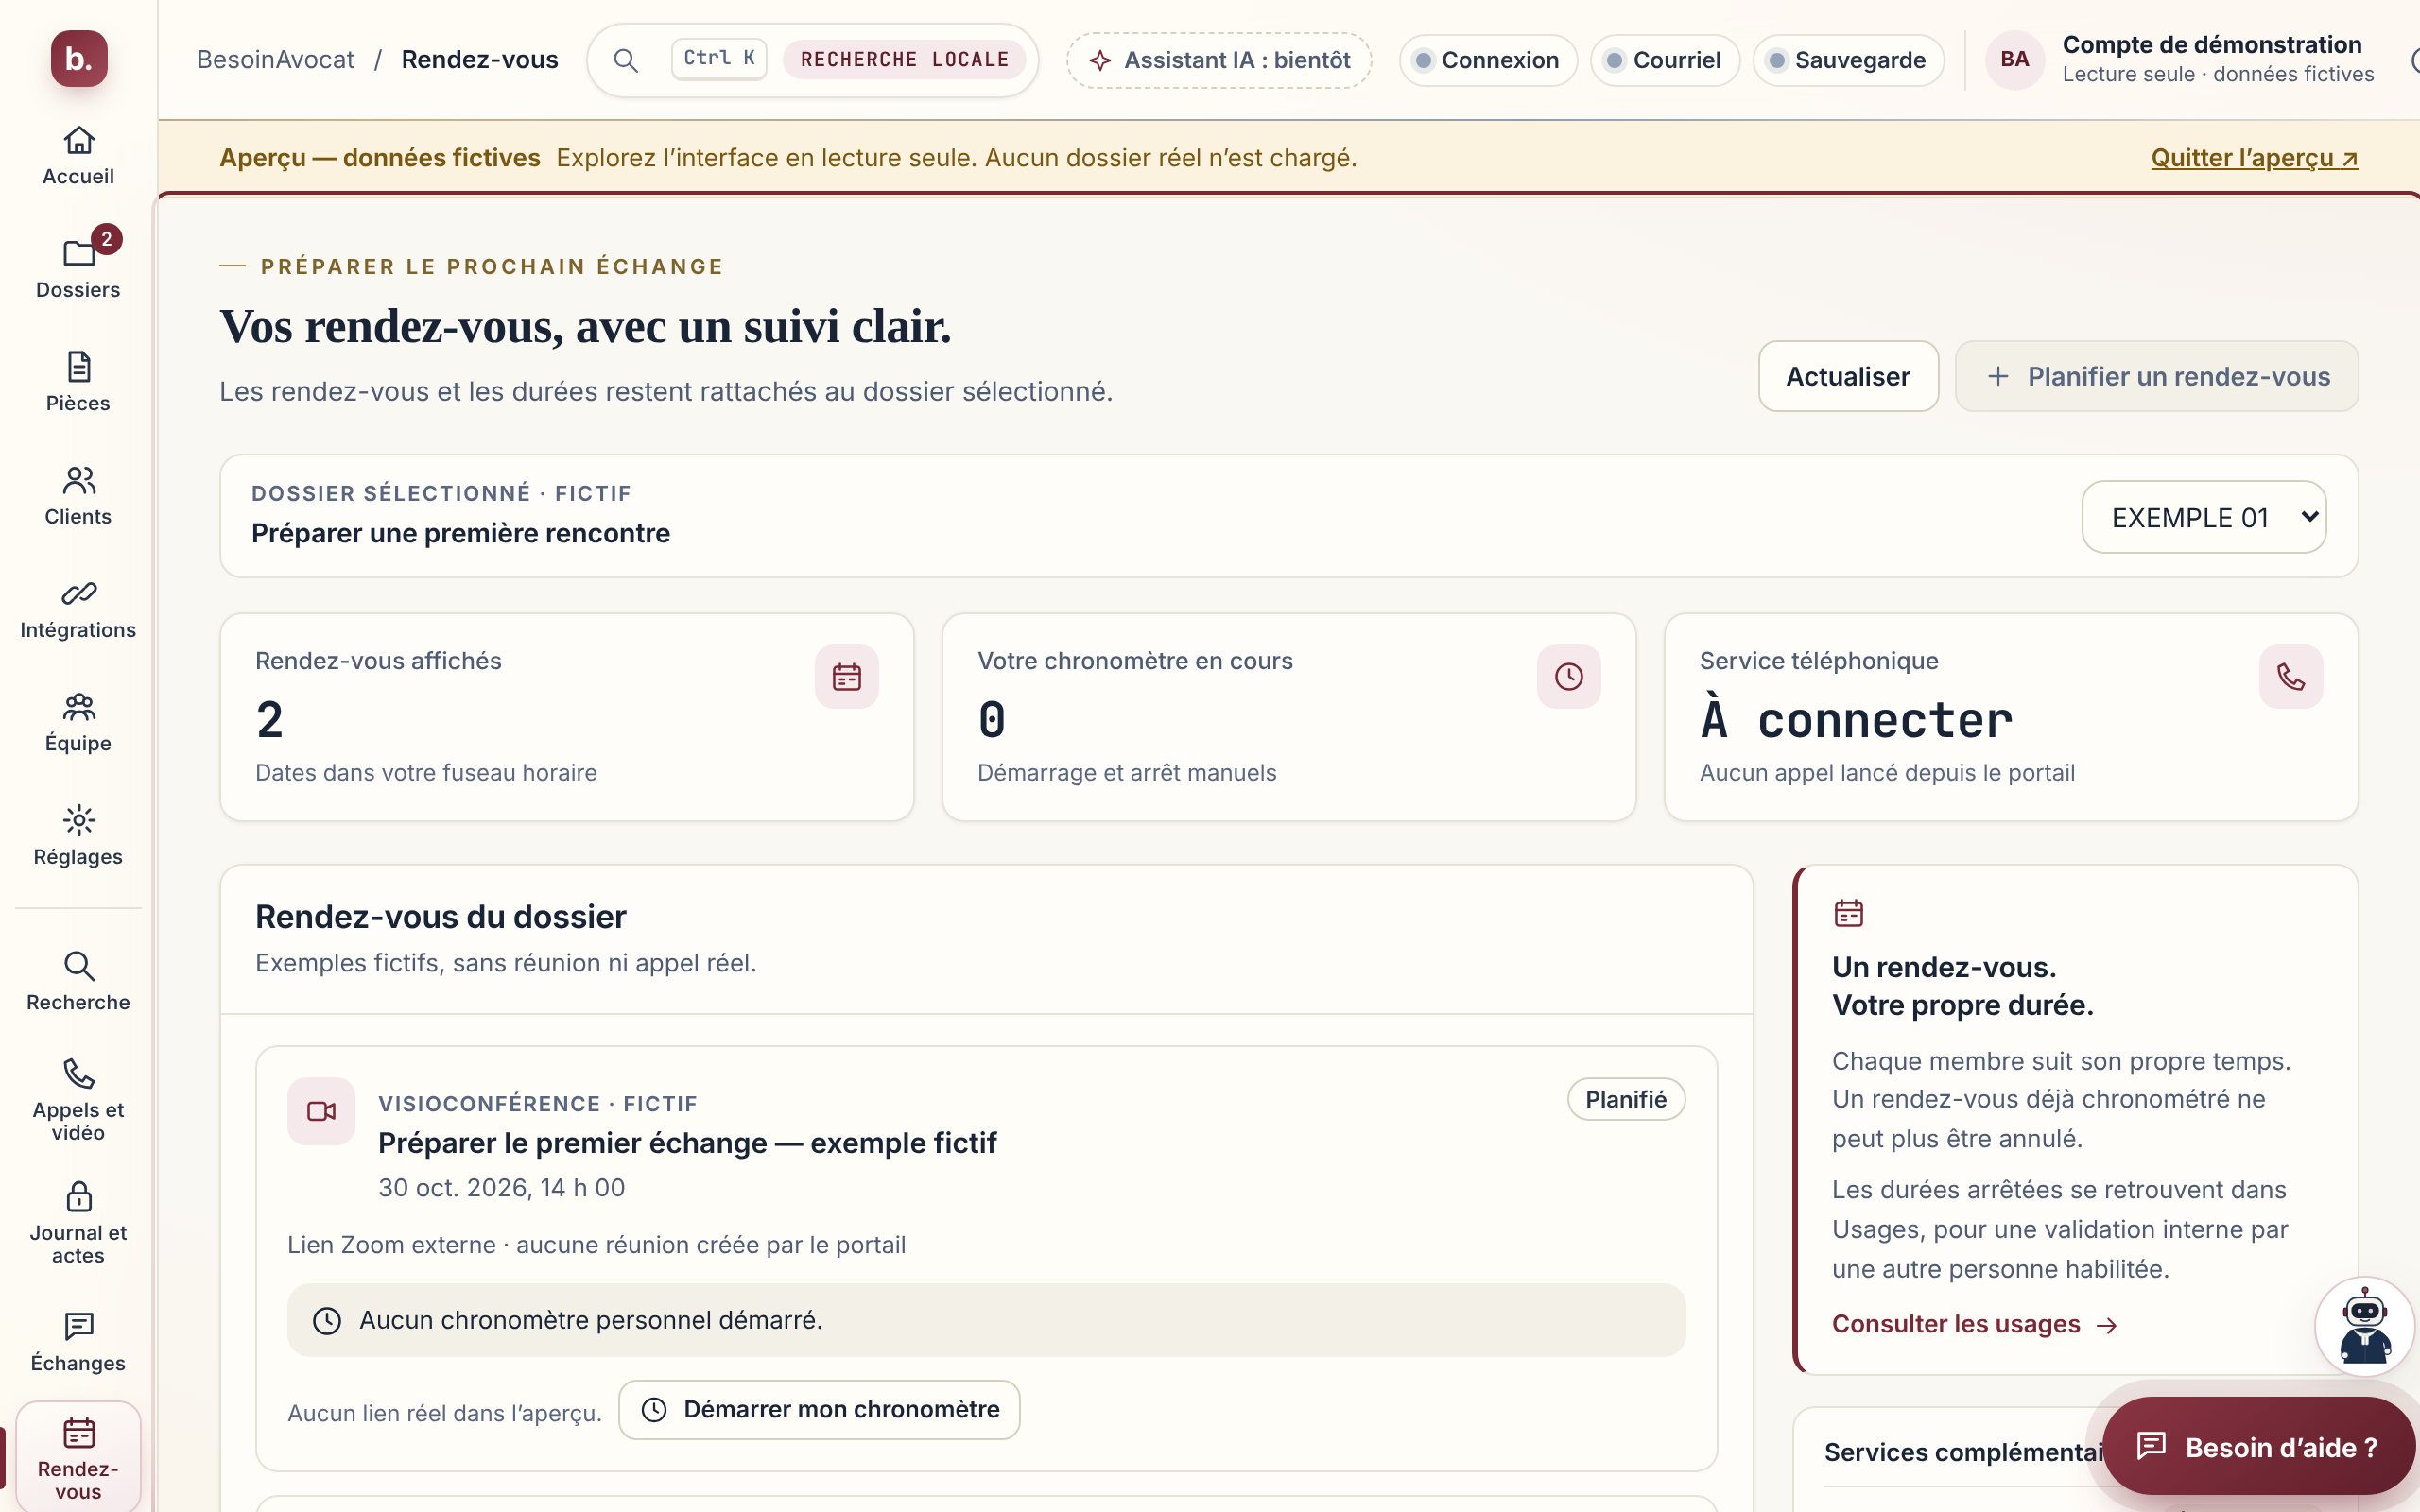 b.
BesoinAvocat / Rendez-vous
Ctrl K
RECHERCHE LOCALE
Assistant IA : bientôt
Connexion
Courriel
Sauvegarde
BA
Compte de démonstration
Lecture seule · données fictives
Accueil
2
Dossiers
Pièces
Clients
Intégrations
Équipe
Réglages
Recherche
Appels et
vidéo
Journal et
actes
Échanges
Rendez-
vous
Aperçu — données fictives Explorez l’interface en lecture seule. Aucun dossier réel n’est chargé.
Quitter l’aperçu ↗
PRÉPARER LE PROCHAIN ÉCHANGE
Vos rendez-vous, avec un suivi clair.
Les rendez-vous et les durées restent rattachés au dossier sélectionné.
Actualiser
+ Planifier un rendez-vous
DOSSIER SÉLECTIONNÉ · FICTIF
Préparer une première rencontre
EXEMPLE 01
Rendez-vous affichés
2
Dates dans votre fuseau horaire
Votre chronomètre en cours
0
Démarrage et arrêt manuels
Service téléphonique
À connecter
Aucun appel lancé depuis le portail
Rendez-vous du dossier
Exemples fictifs, sans réunion ni appel réel.
VISIOCONFÉRENCE · FICTIF
Planifié
Préparer le premier échange — exemple fictif
30 oct. 2026, 14 h 00
Lien Zoom externe · aucune réunion créée par le portail
Aucun chronomètre personnel démarré.
Aucun lien réel dans l’aperçu.
Démarrer mon chronomètre
Un rendez-vous.
Votre propre durée.
Chaque membre suit son propre temps.
Un rendez-vous déjà chronométré ne
peut plus être annulé.
Les durées arrêtées se retrouvent dans
Usages, pour une validation interne par
une autre personne habilitée.
Consulter les usages →
Services
Besoin d’aide ?